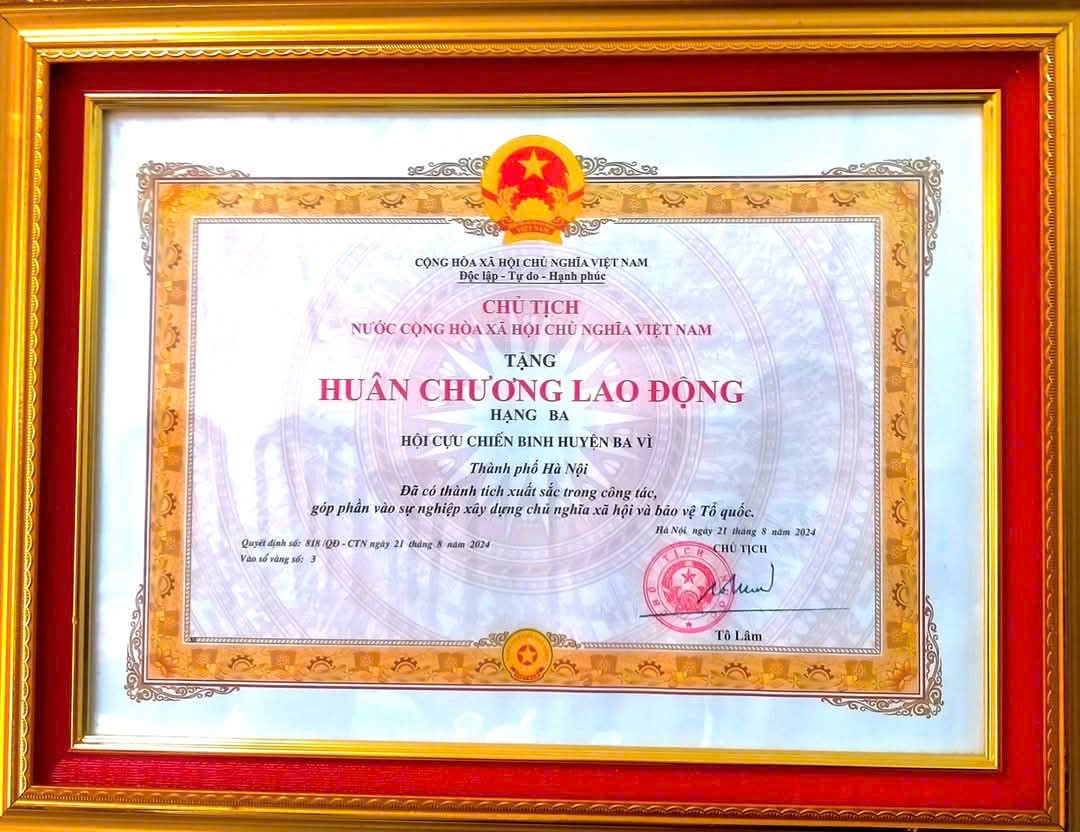 VIỆT NAM
CỘNG HÒA XÃ HỘI CHỦ NGHĨA VIỆT NAM
Độc lập - Tự do - Hạnh phúc
CHỦ TỊCH
NƯỚC CỘNG HÒA XÃ HỘI CHỦ NGHĨA VIỆT NAM
TẶNG
HUÂN CHƯƠNG LAO ĐỘNG
HẠNG BA
HỘI CỰU CHIẾN BINH HUYỆN BA VÌ
Thành phố Hà Nội
Đã có thành tích xuất sắc trong công tác,
góp phần vào sự nghiệp xây dựng chủ nghĩa xã hội và bảo vệ Tổ quốc.
Hà Nội, ngày 21 tháng 8 năm 2024
Quyết định số: 818 /QĐ - CTN ngày 21 tháng 8 năm 2024
Vào sổ vàng số: 3
CHỦ TỊCH
TỊCH
Tô Lâm